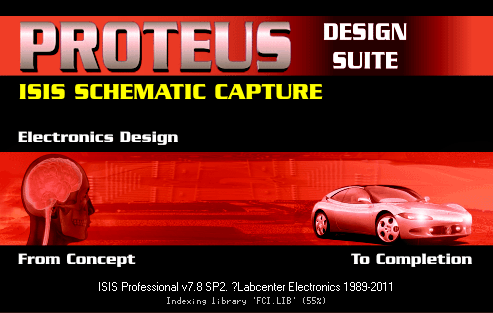 PROTEUS DESIGN SUITE
ISIS SCHEMATIC CAPTURE
Electronics Design
From Concept To Completion
ISIS Professional v7.8 SP2. ?Labcenter Electronics 1989-2011
Indexing library 'FCI.LIB' (55%)